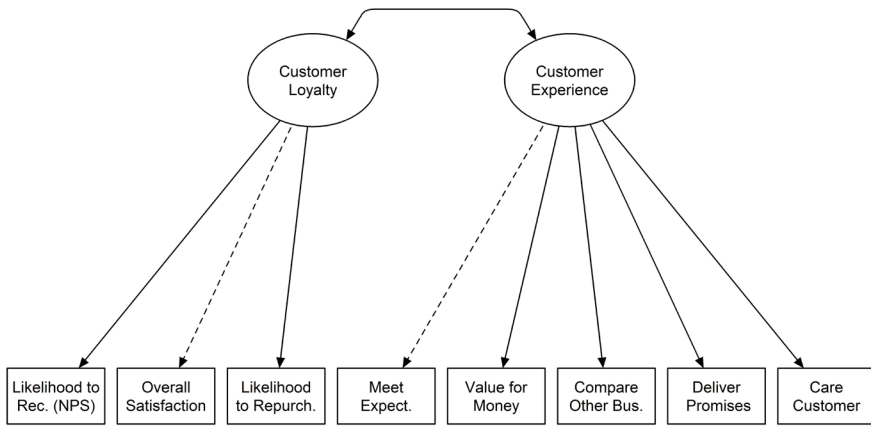 Customer
Loyalty
Customer
Experience
Likelihood to
Rec. (NPS)
Overall
Satisfaction
Likelihood
to Repurch.
Meet
Expect.
Value for
Money
Compare
Other Bus.
Deliver
Promises
Care
Customer